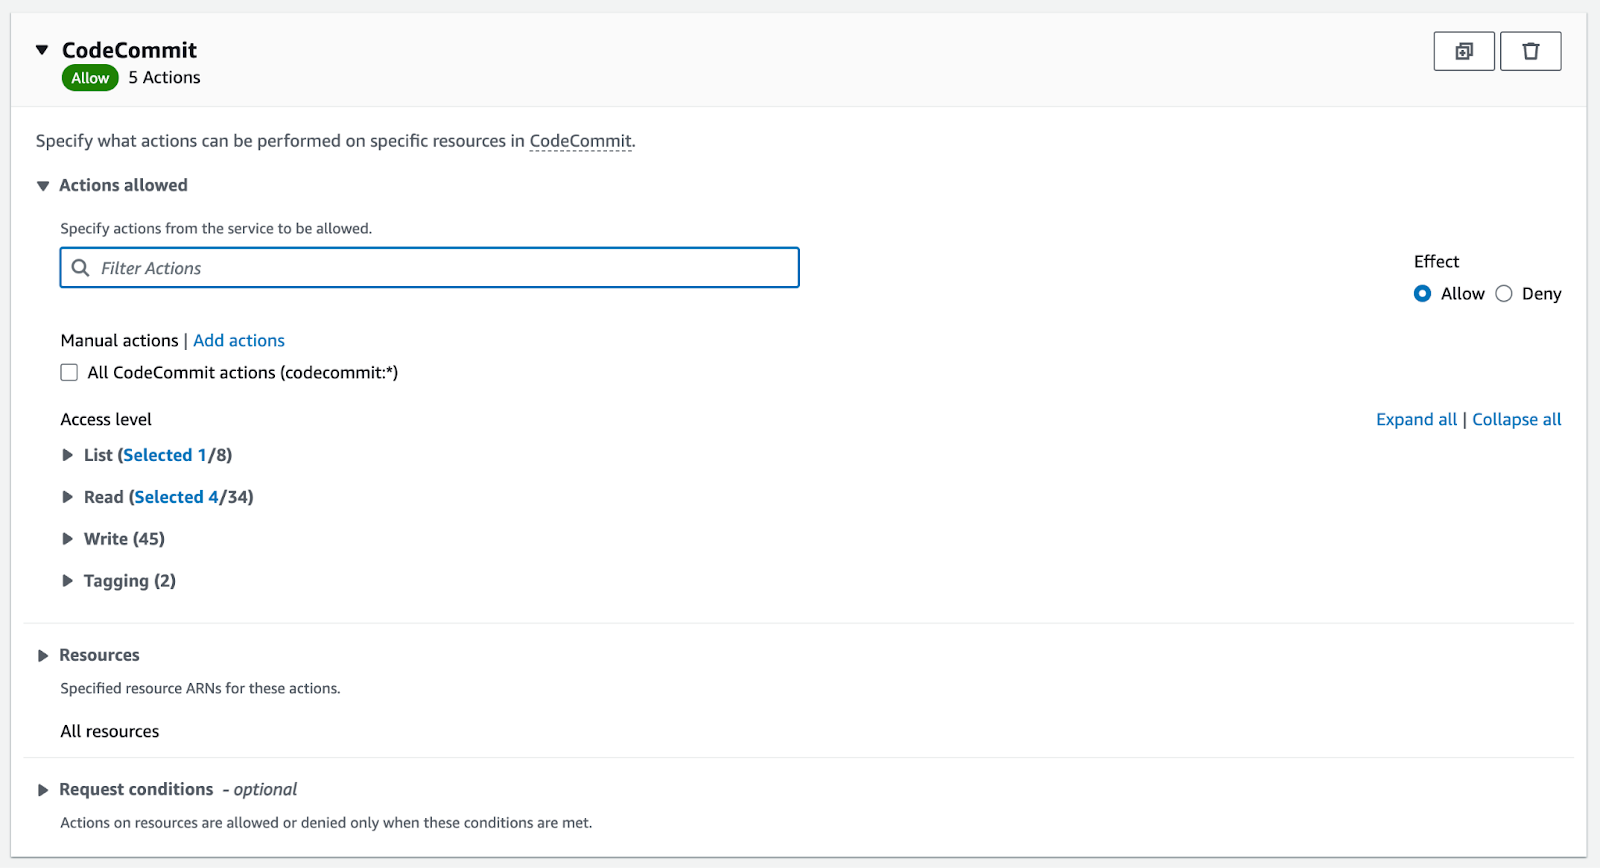 CodeCommit
Allow 5 Actions
Specify what actions can be performed on specific resources in CodeCommit.
Actions allowed
Specify actions from the service to be allowed.
Filter Actions
Effect
Allow Deny
Manual actions | Add actions
All CodeCommit actions (codecommit:*)
Access level
Expand all | Collapse all
List (Selected 1/8)
Read (Selected 4/34)
Write (45)
Tagging (2)
Resources
Specified resource ARNs for these actions.
All resources
Request conditions - optional
Actions on resources are allowed or denied only when these conditions are met.